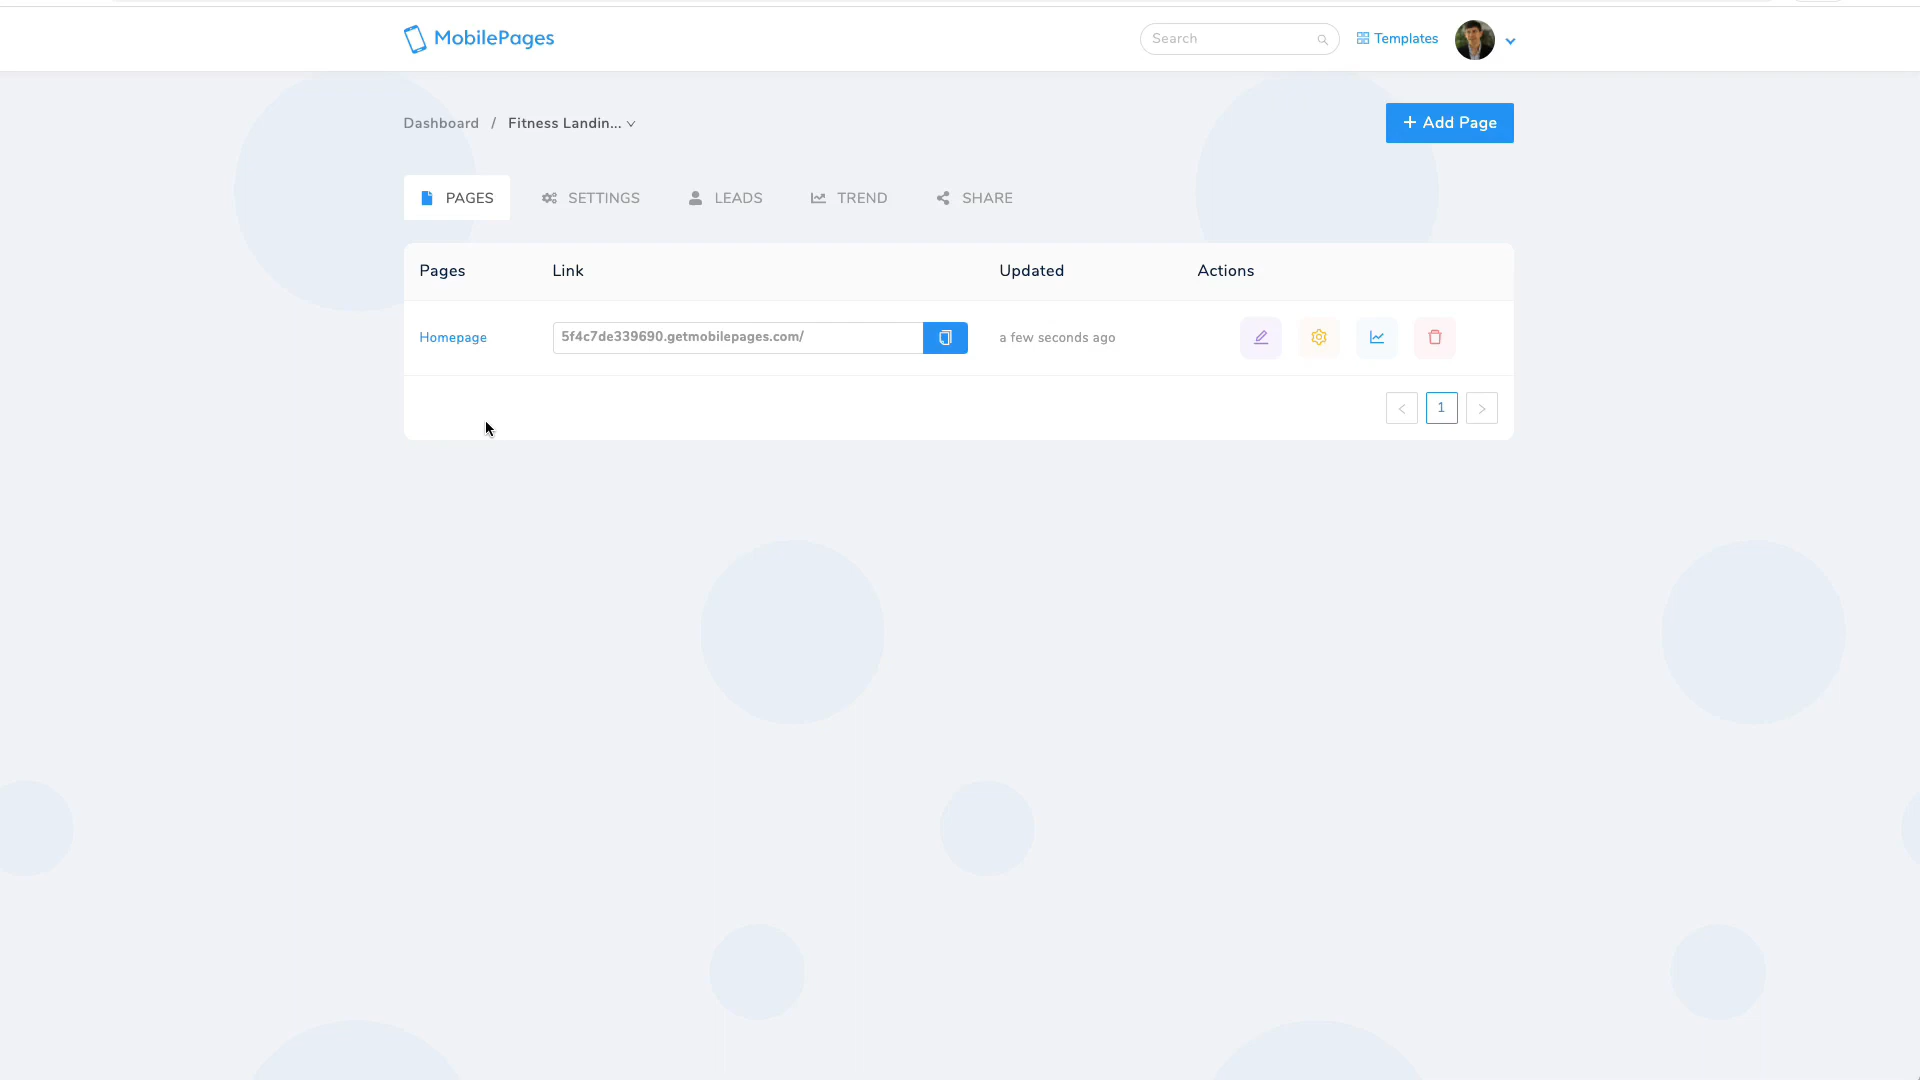 MobilePages
Search
Templates
Dashboard / Fitness Landin...
+ Add Page
PAGES
SETTINGS
LEADS
TREND
SHARE
Pages Link Updated Actions
Homepage 5f4c7de339690.getmobilepages.com/ a few seconds ago
< 1 >